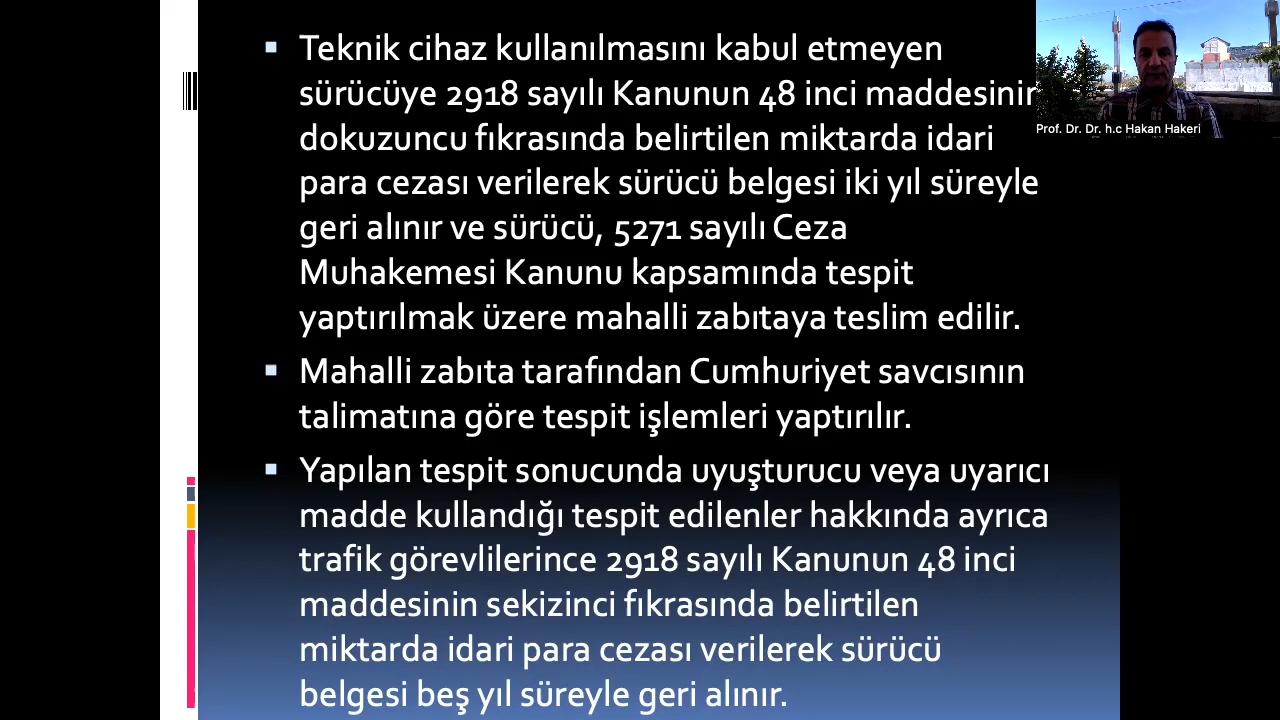 Teknik cihaz kullanılmasını kabul etmeyen
sürücüye 2918 sayılı Kanunun 48 inci maddesinin
dokuzuncu fıkrasında belirtilen miktarda idari
para cezası verilerek sürücü belgesi iki yıl süreyle
geri alınır ve sürücü, 5271 sayılı Ceza
Muhakemesi Kanunu kapsamında tespit
yaptırılmak üzere mahalli zabıtaya teslim edilir.
Mahalli zabıta tarafından Cumhuriyet savcısının
talimatına göre tespit işlemleri yaptırılır.
Yapılan tespit sonucunda uyuşturucu veya uyarıcı
madde kullandığı tespit edilenler hakkında ayrıca
trafik görevlilerince 2918 sayılı Kanunun 48 inci
maddesinin sekizinci fıkrasında belirtilen
miktarda idari para cezası verilerek sürücü
belgesi beş yıl süreyle geri alınır.
Prof. Dr. Dr. h.c Hakan Hakeri